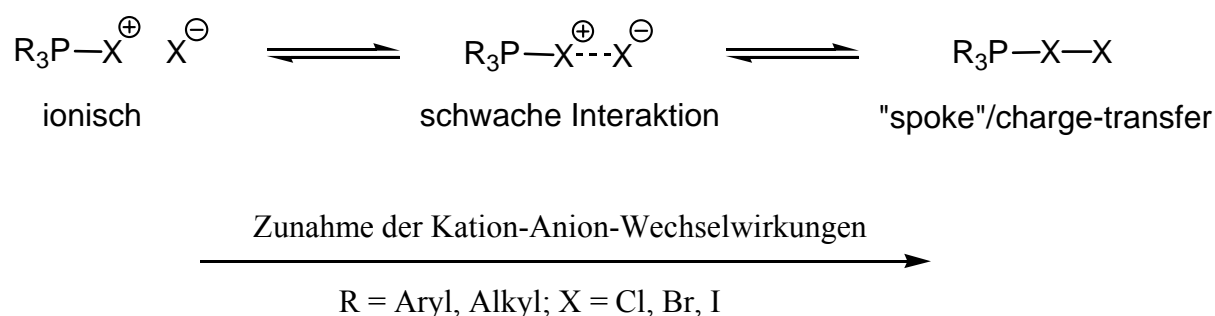 R₃P—X⊕ X⊖ ⇌ R₃P—X⊕---X⊖ ⇌ R₃P—X—X
ionisch schwache Interaktion "spoke"/charge-transfer
Zunahme der Kation-Anion-Wechselwirkungen
R = Aryl, Alkyl; X = Cl, Br, I